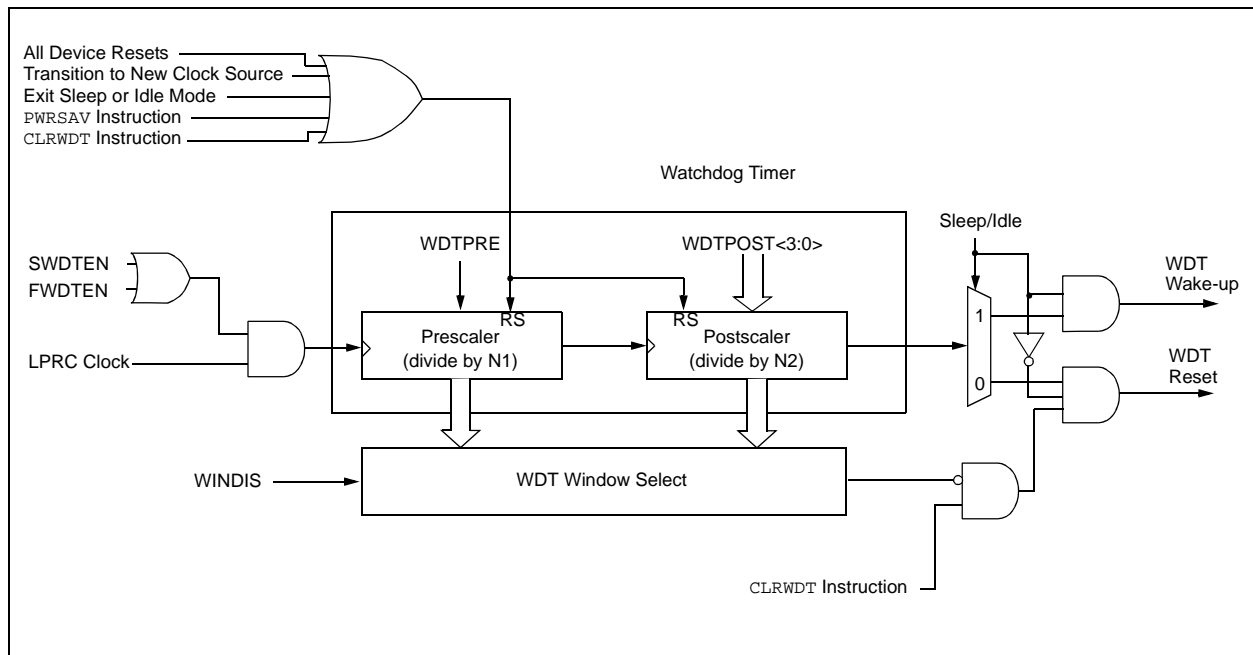 All Device Resets
Transition to New Clock Source
Exit Sleep or Idle Mode
PWRSAV Instruction
CLRWDT Instruction
Watchdog Timer
Sleep/Idle
WDTPRE
WDTPOST<3:0>
SWDTEN
FWDTEN
WDT
Wake-up
RS
RS
Prescaler
(divide by N1)
Postscaler
(divide by N2)
1
LPRC Clock
WDT
Reset
0
WINDIS
WDT Window Select
CLRWDT Instruction